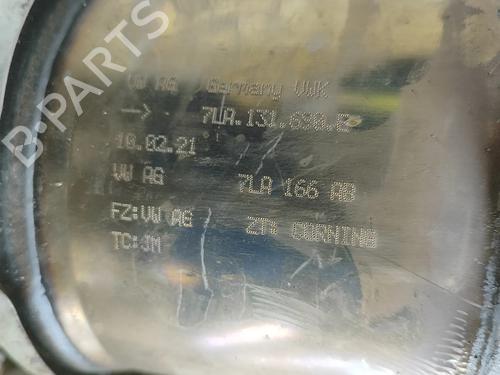 B-PARTS
VW AG Germany VWK
--> 7LA.131.690.E
10.02.21
VW AG 7LA 166 AB
FZ:VW AG ZT: CORNING
TC:JM